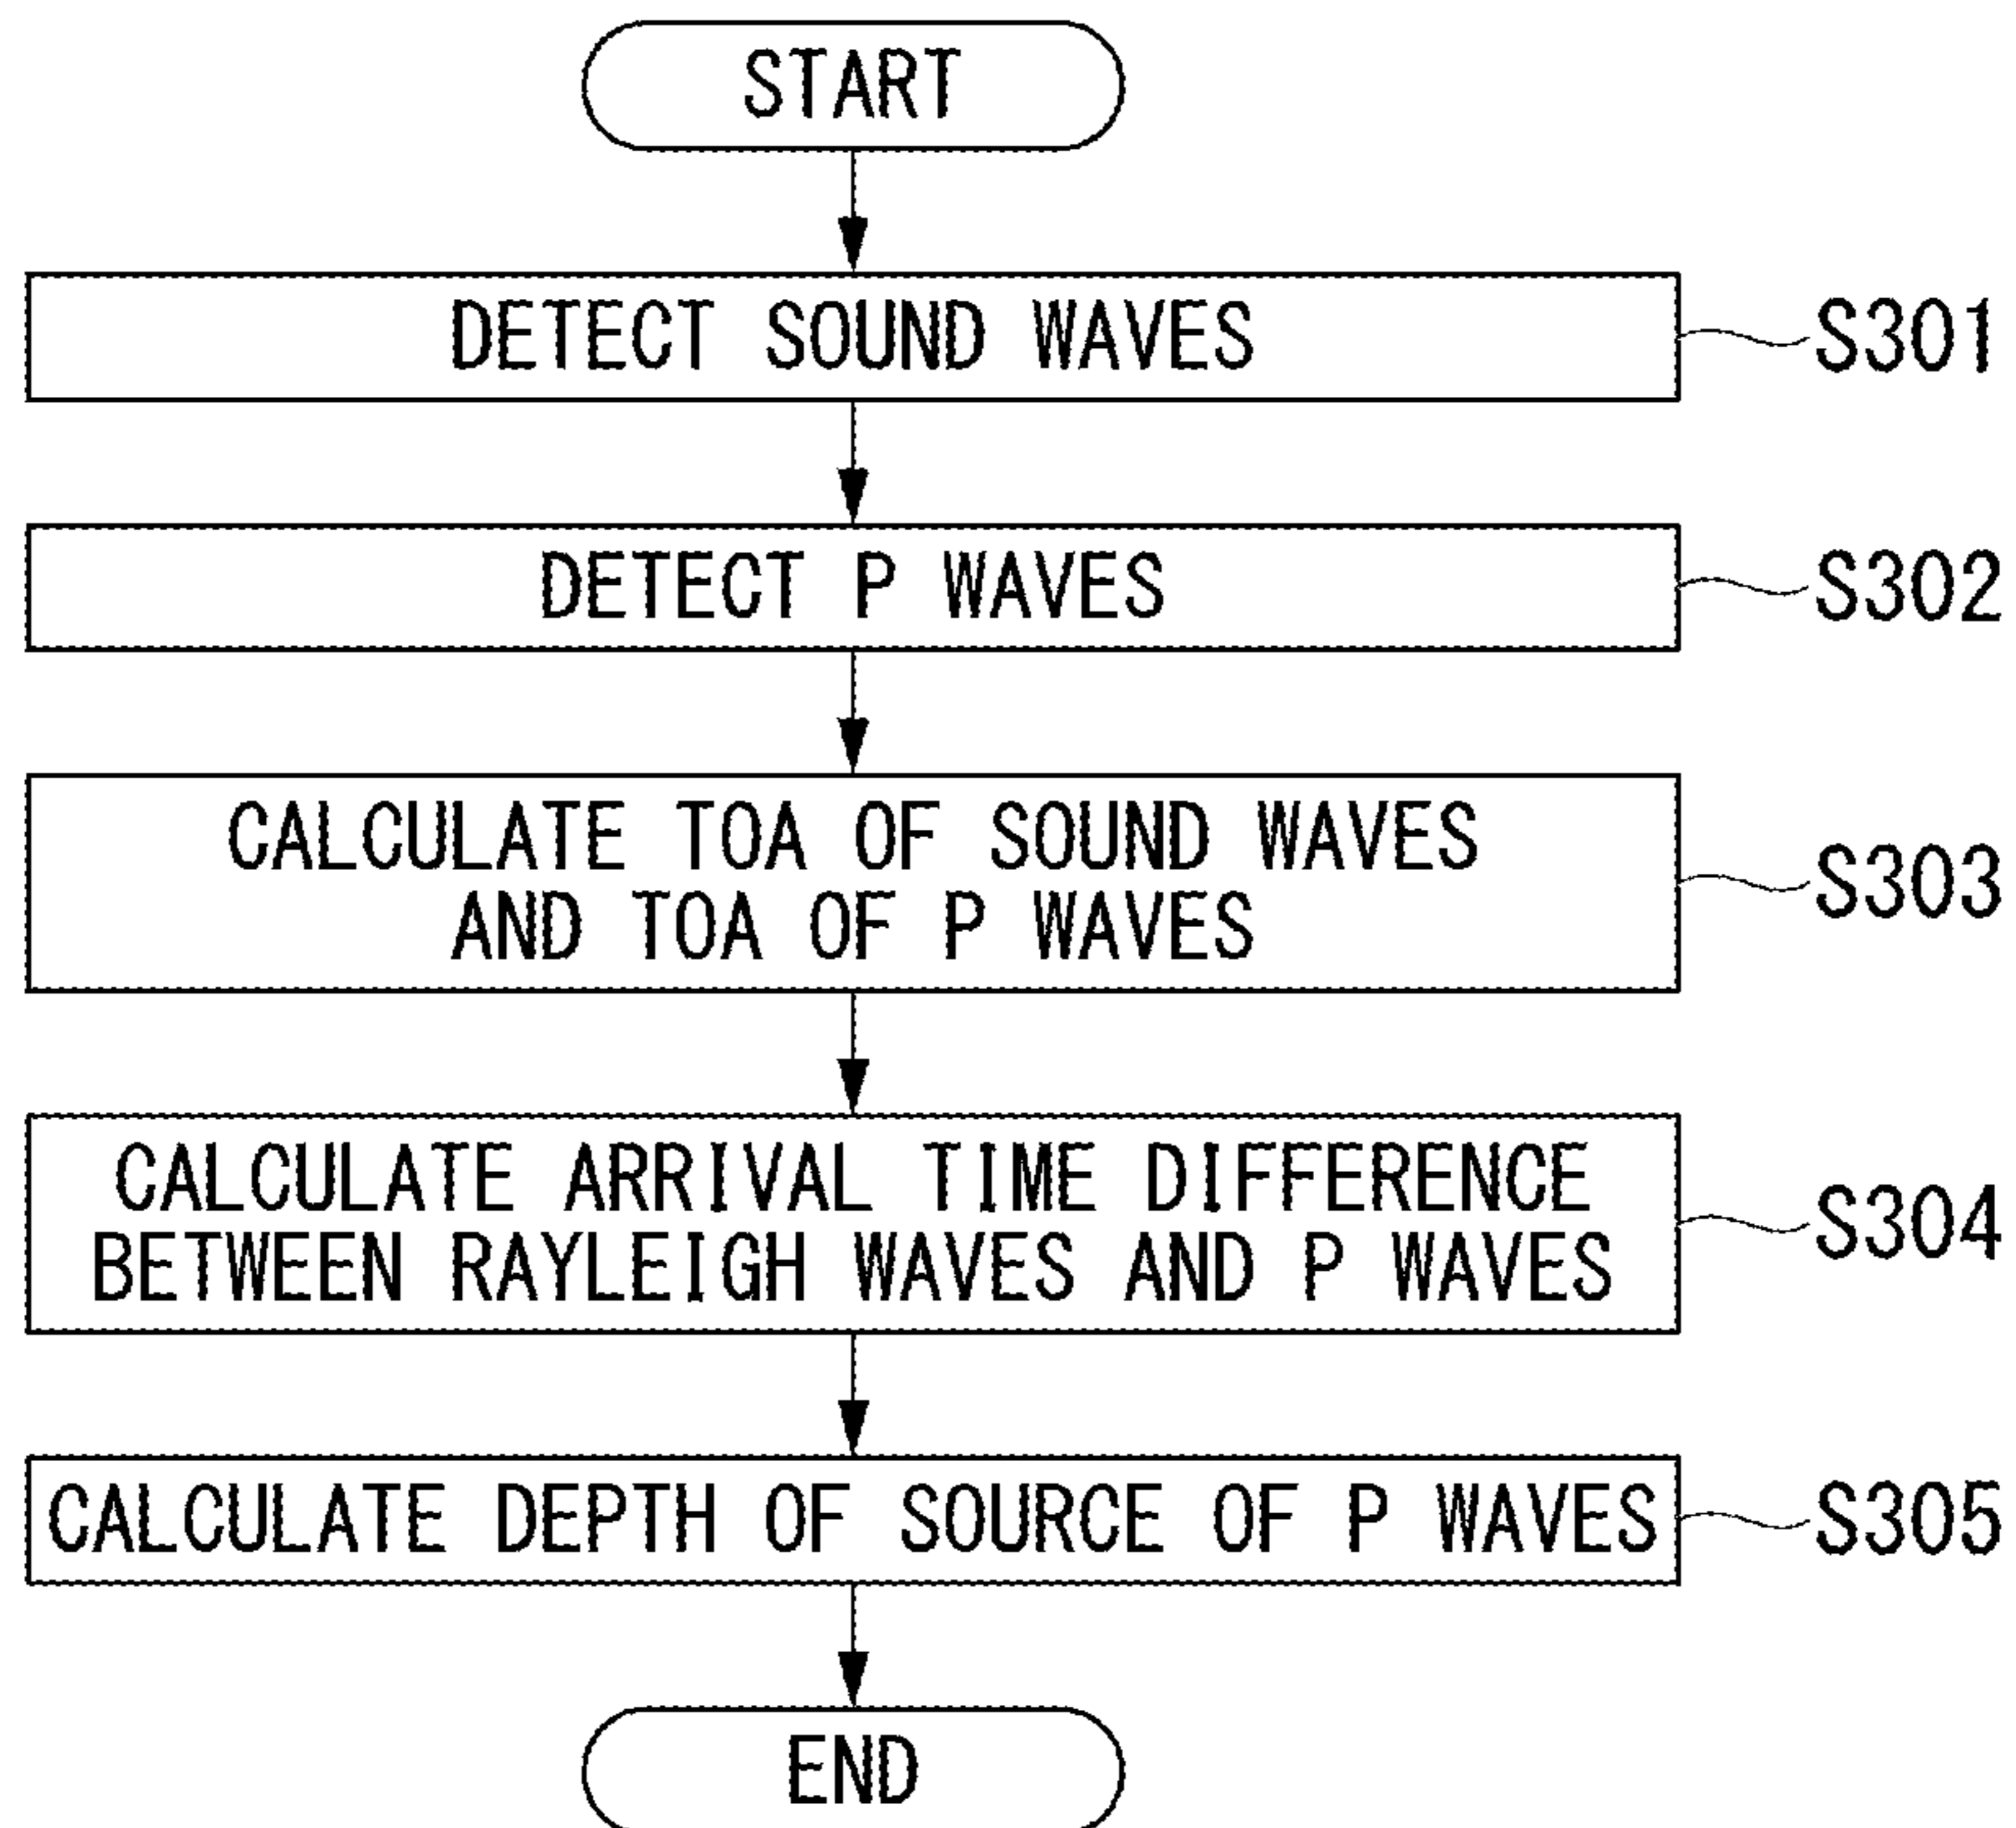 START
DETECT SOUND WAVES
S301
DETECT P WAVES
S302
CALCULATE TOA OF SOUND WAVES
AND TOA OF P WAVES
S303
CALCULATE ARRIVAL TIME DIFFERENCE
BETWEEN RAYLEIGH WAVES AND P WAVES
S304
CALCULATE DEPTH OF SOURCE OF P WAVES
S305
END